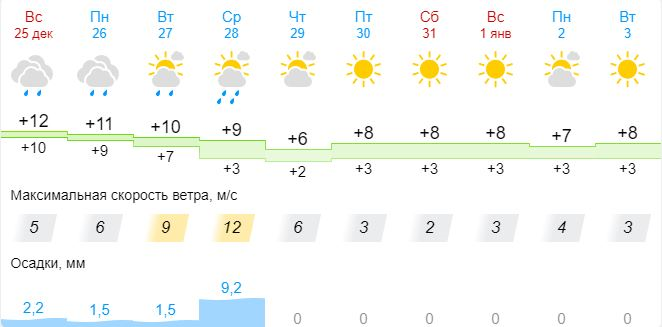 Вс Пн Вт Ср Чт Пт Сб Вс Пн Вт
25 дек 26 27 28 29 30 31 1 янв 2 3
+12 +11 +10 +9 +6 +8 +8 +8 +7 +8
+10 +9 +7 +3 +2 +3 +3 +3 +3 +3
Максимальная скорость ветра, м/с
5 6 9 12 6 3 2 3 4 3
Осадки, мм
2,2 1,5 1,5 9,2 0 0 0 0 0 0